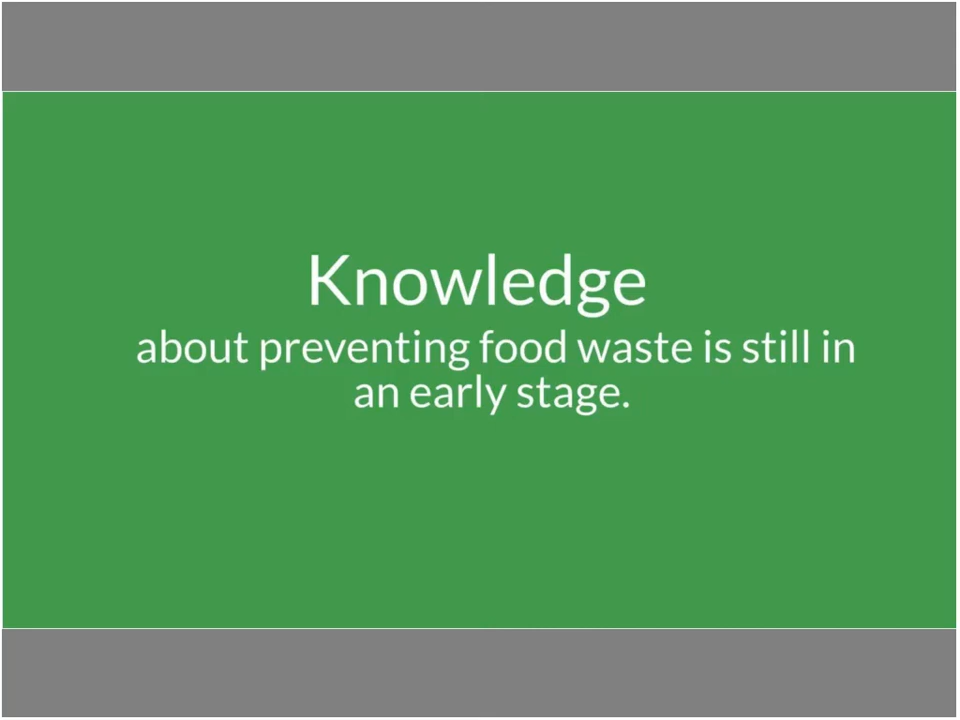 Knowledge
about preventing food waste is still in
an early stage.